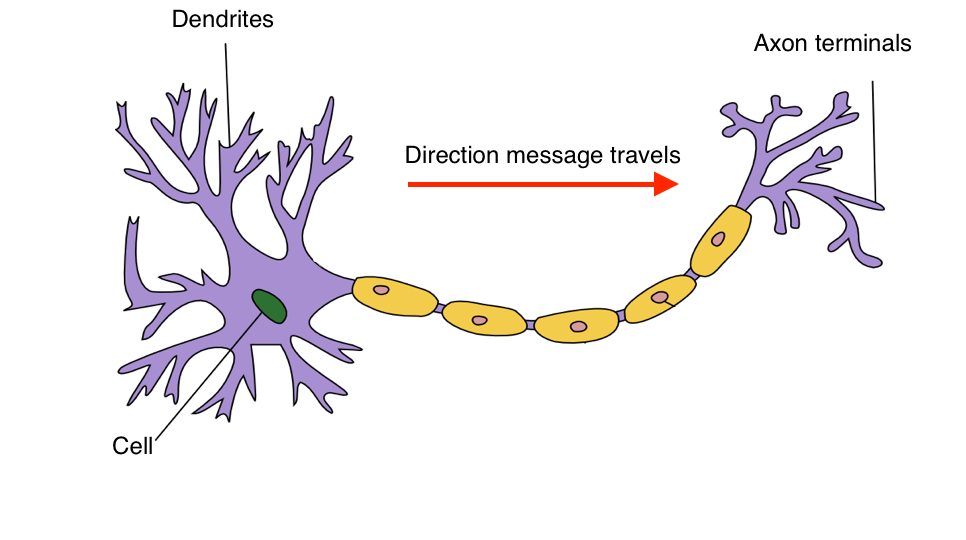 Dendrites
Axon terminals
Direction message travels
Cell